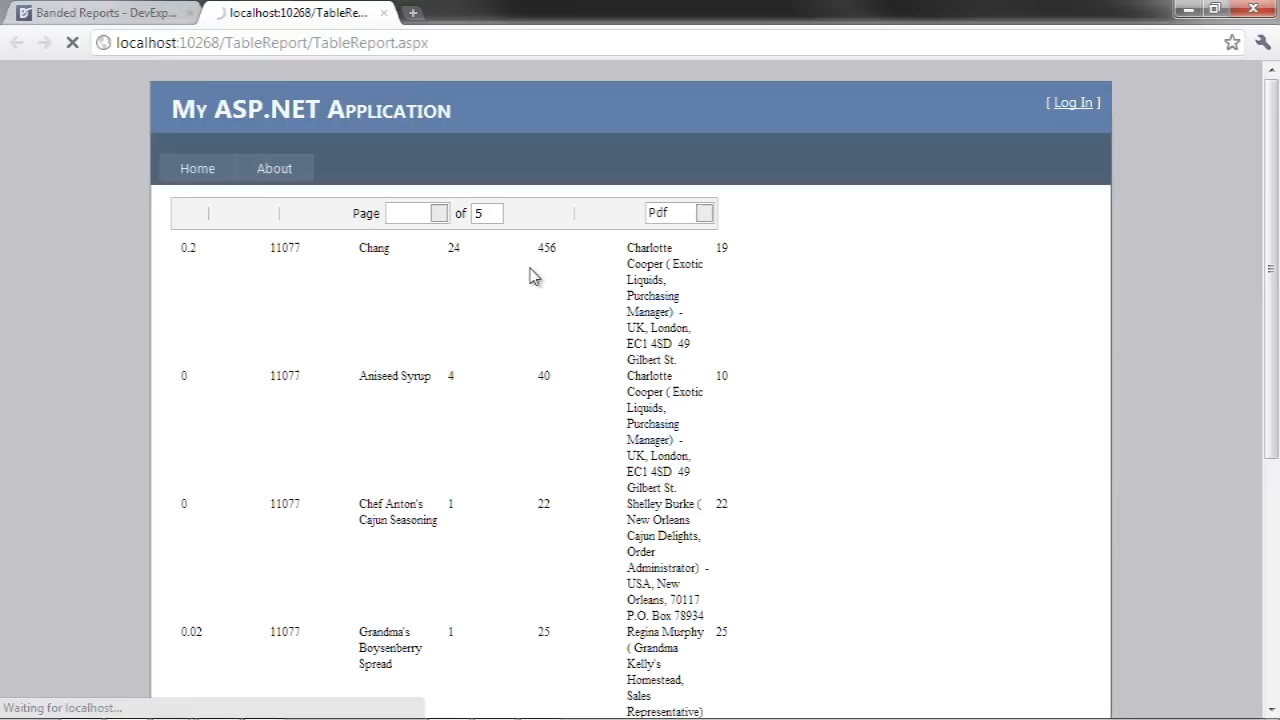 Banded Reports - DevExp...
localhost:10268/TableRe...
localhost:10268/TableReport/TableReport.aspx
My ASP.NET Application
[ Log In ]
Home
About
Page
of
5
Pdf
0.2 11077 Chang 24 456 Charlotte 19
Cooper ( Exotic
Liquids,
Purchasing
Manager) -
UK, London,
EC1 4SD 49
Gilbert St.
0 11077 Aniseed Syrup 4 40 Charlotte 10
Cooper ( Exotic
Liquids,
Purchasing
Manager) -
UK, London,
EC1 4SD 49
Gilbert St.
0 11077 Chef Anton's 1 22 Shelley Burke ( 22
Cajun Seasoning New Orleans
Cajun Delights,
Order
Administrator) -
USA, New
Orleans, 70117
P.O. Box 78934
0.02 11077 Grandma's 1 25 Regina Murphy 25
Boysenberry ( Grandma
Spread Kelly's
Homestead,
Sales
Representative)
Waiting for localhost...